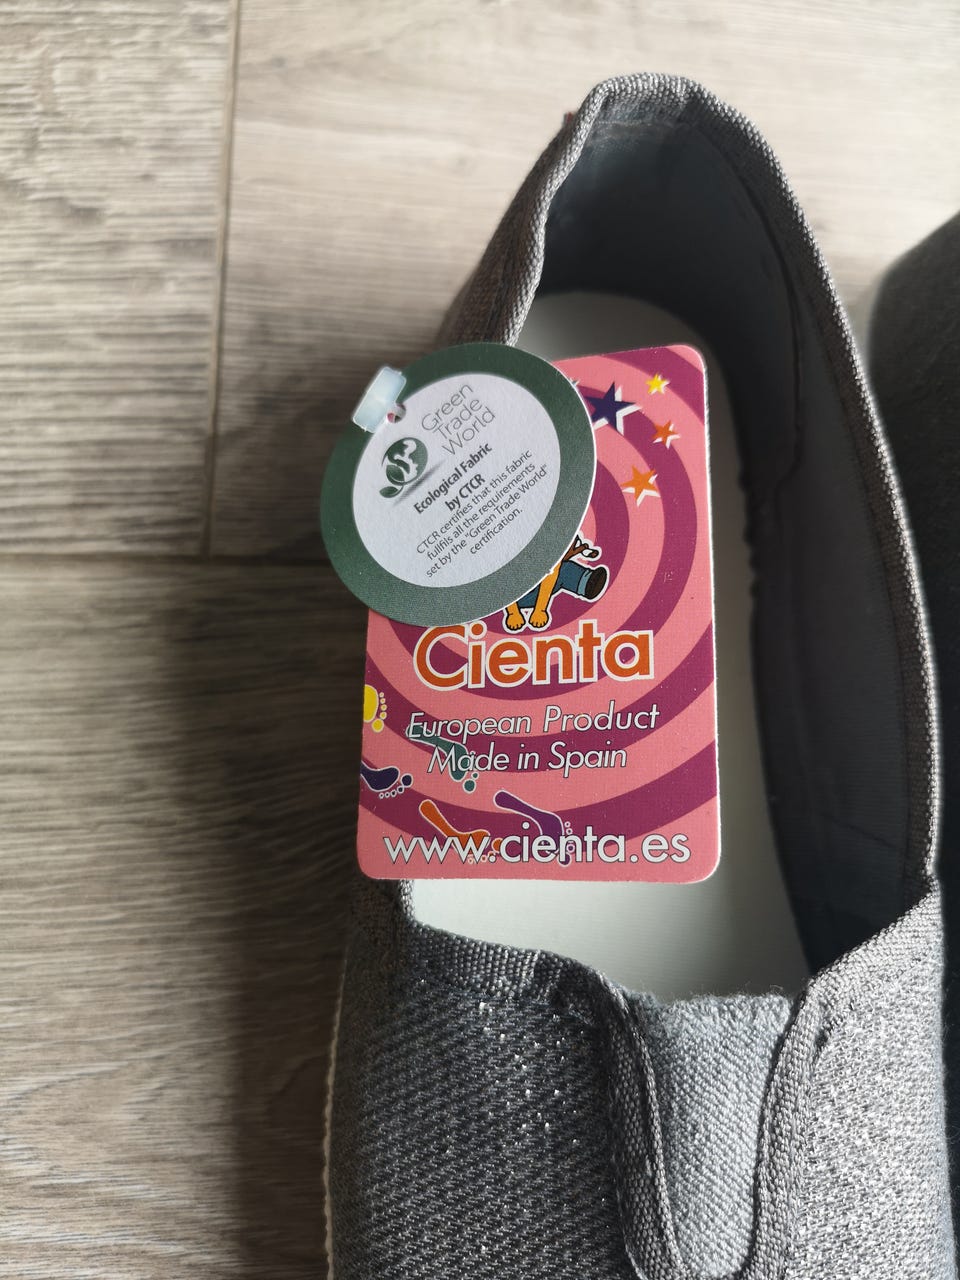 Green
Trade
World
Ecological Fabric
by CTCR
CTCR certifies that this fabric
fullfils all the requirements
set by the "Green Trade World"
certification.
Cienta
European Product
Made in Spain
www.cienta.es